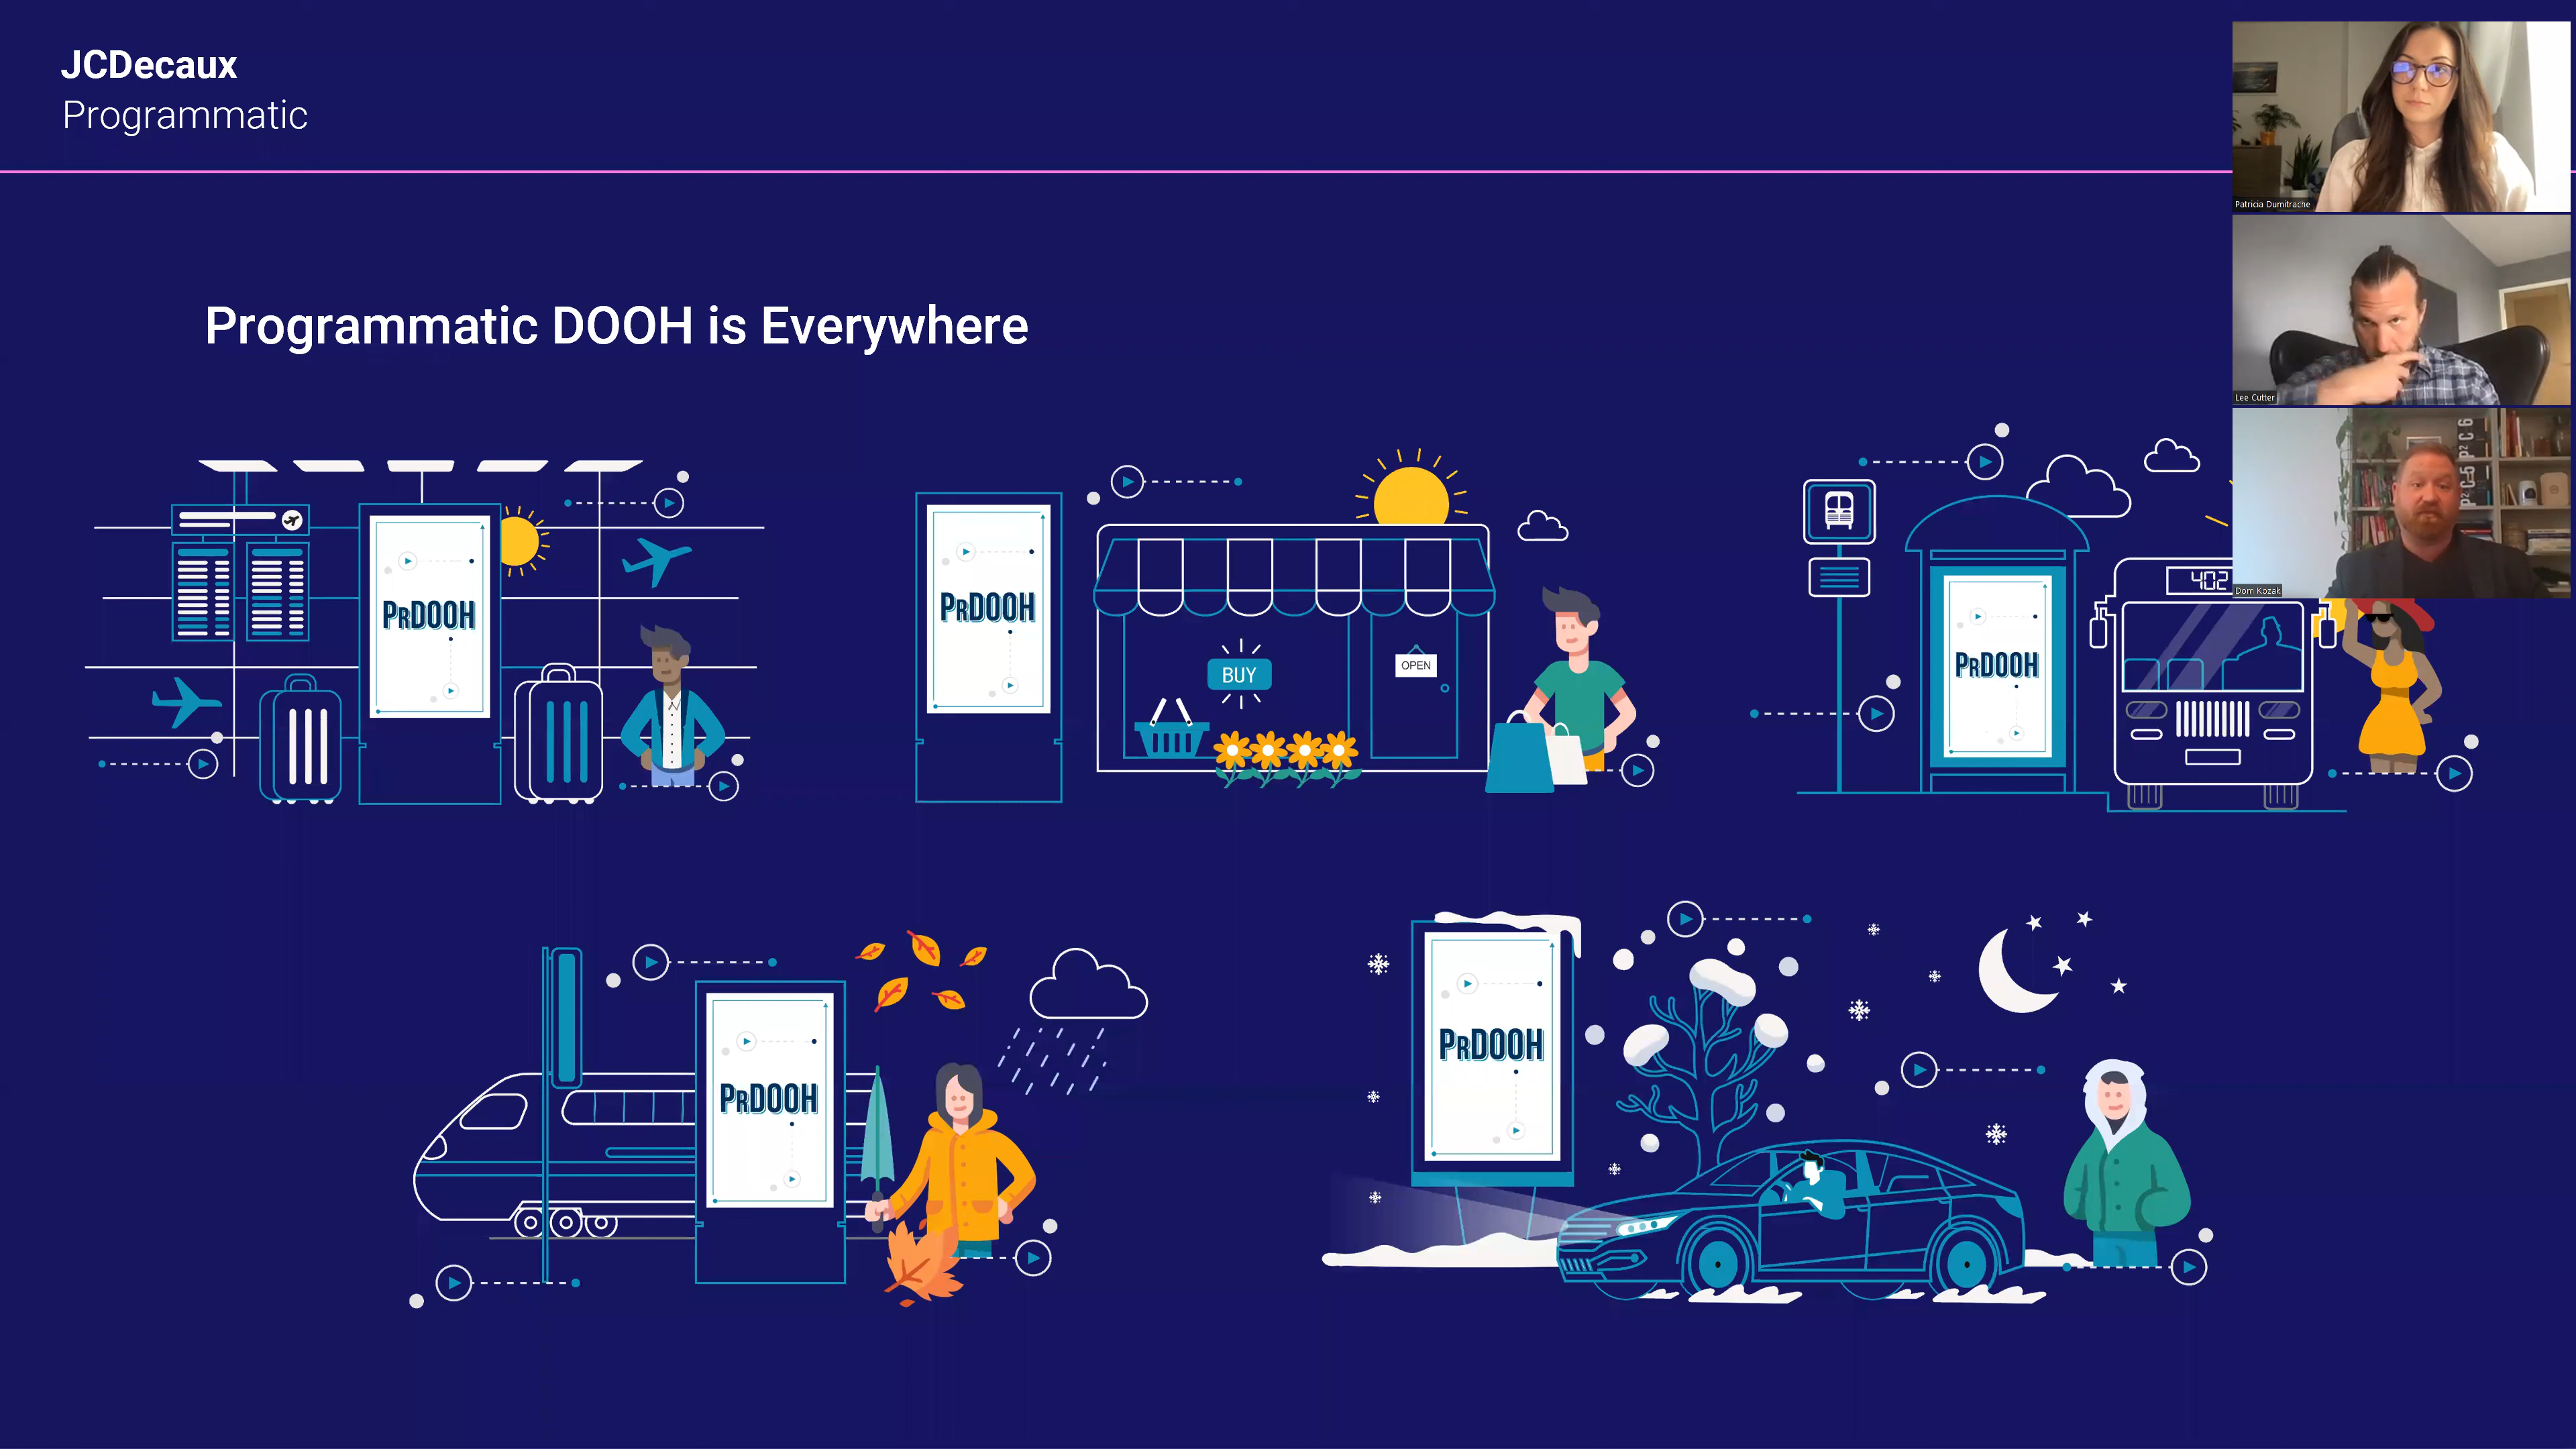 JCDecaux
Programmatic
Programmatic DOOH is Everywhere
PRDOOH
PRDOOH
BUY
OPEN
PRDOOH
402
PRDOOH
PRDOOH
Patricia Dumitrache
Lee Cutter
Dom Kozak